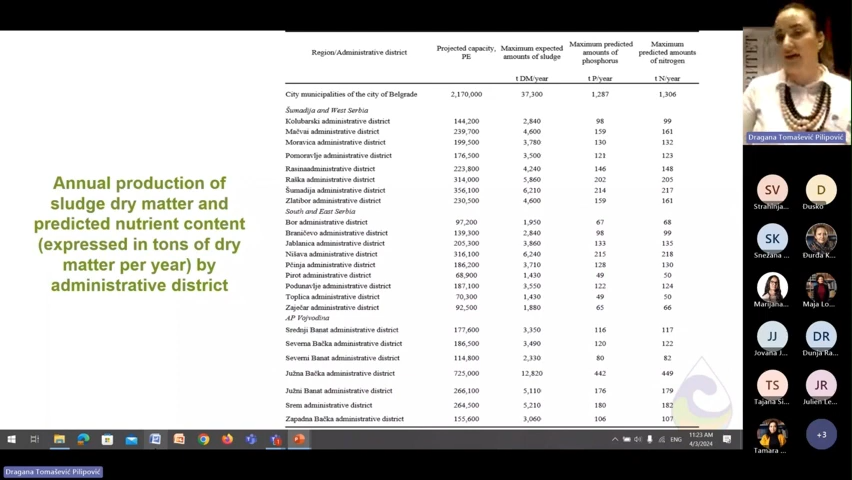 Annual production of
sludge dry matter and
predicted nutrient content
(expressed in tons of dry
matter per year) by
administrative district
Region/Administrative district Projected capacity, PE Maximum expected amounts of sludge Maximum predicted amounts of phosphorus Maximum predicted amounts of nitrogen
t DM/year t P/year t N/year
City municipalities of the city of Belgrade 2,170,000 37,300 1,287 1,306
Šumadija and West Serbia
Kolubarski administrative district 144,200 2,840 98 99
Mačvai administrative district 239,700 4,600 159 161
Moravica administrative district 199,500 3,780 130 132
Pomoravlje administrative district 176,500 3,500 121 123
Rasinaadministrative district 223,800 4,240 146 148
Raška administrative district 314,000 5,860 202 205
Šumadija administrative district 356,100 6,210 214 217
Zlatibor administrative district 230,500 4,600 159 161
South and East Serbia
Bor administrative district 97,200 1,950 67 68
Braničevo administrative district 139,300 2,840 98 99
Jablanica administrative district 205,300 3,860 133 135
Nišava administrative district 316,100 6,240 215 218
Pčinja administrative district 186,200 3,710 128 130
Pirot administrative district 68,900 1,430 49 50
Podunavlje administrative district 187,100 3,550 122 124
Toplica administrative district 70,300 1,430 49 50
Zaječar administrative district 92,500 1,880 65 66
AP Vojvodina
Srednji Banat administrative district 177,600 3,350 116 117
Severna Bačka administrative district 186,500 3,490 120 122
Severni Banat administrative district 114,800 2,330 80 82
Južna Bačka administrative district 725,000 12,820 442 449
Južni Banat administrative district 266,100 5,110 176 179
Srem administrative district 264,500 5,210 180 182
Zapadna Bačka administrative district 155,600 3,060 106 107
ENG
11:23 AM
4/3/2024
Dragana Tomašević Pilipović
Dragana Tomašević Pilipović
SV D
Strahinja... Dusko
SK
Snezana ... Đurđa K...
Marijana... Maja Lo...
JJ DR
Jovana J... Dunja Ra...
TS JR
Tajana Si... Julien Le...
+3
Tamara ...